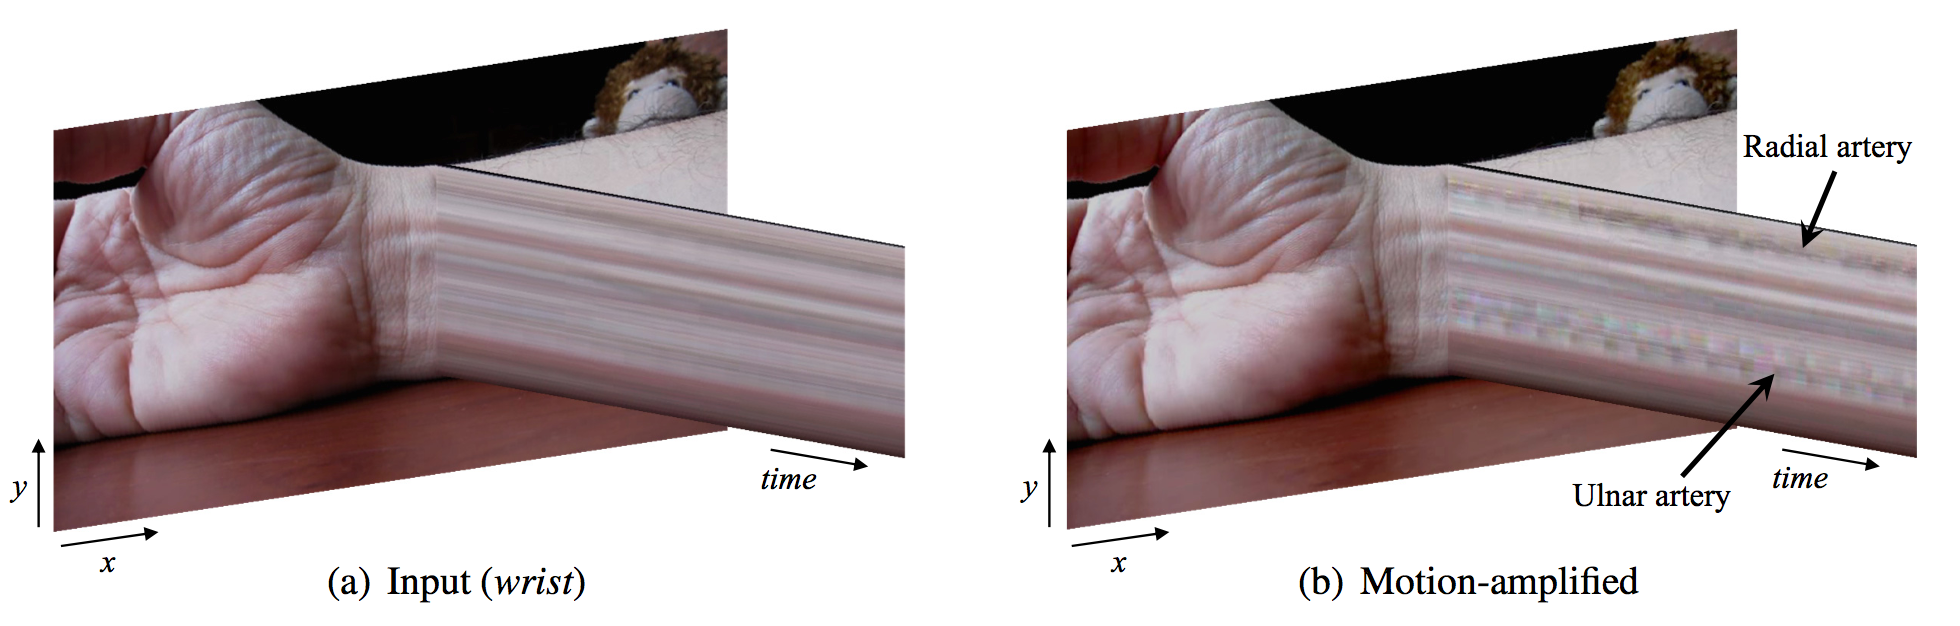 Radial artery
y
time
x
(a) Input (wrist)
y
Ulnar artery
time
x
(b) Motion-amplified